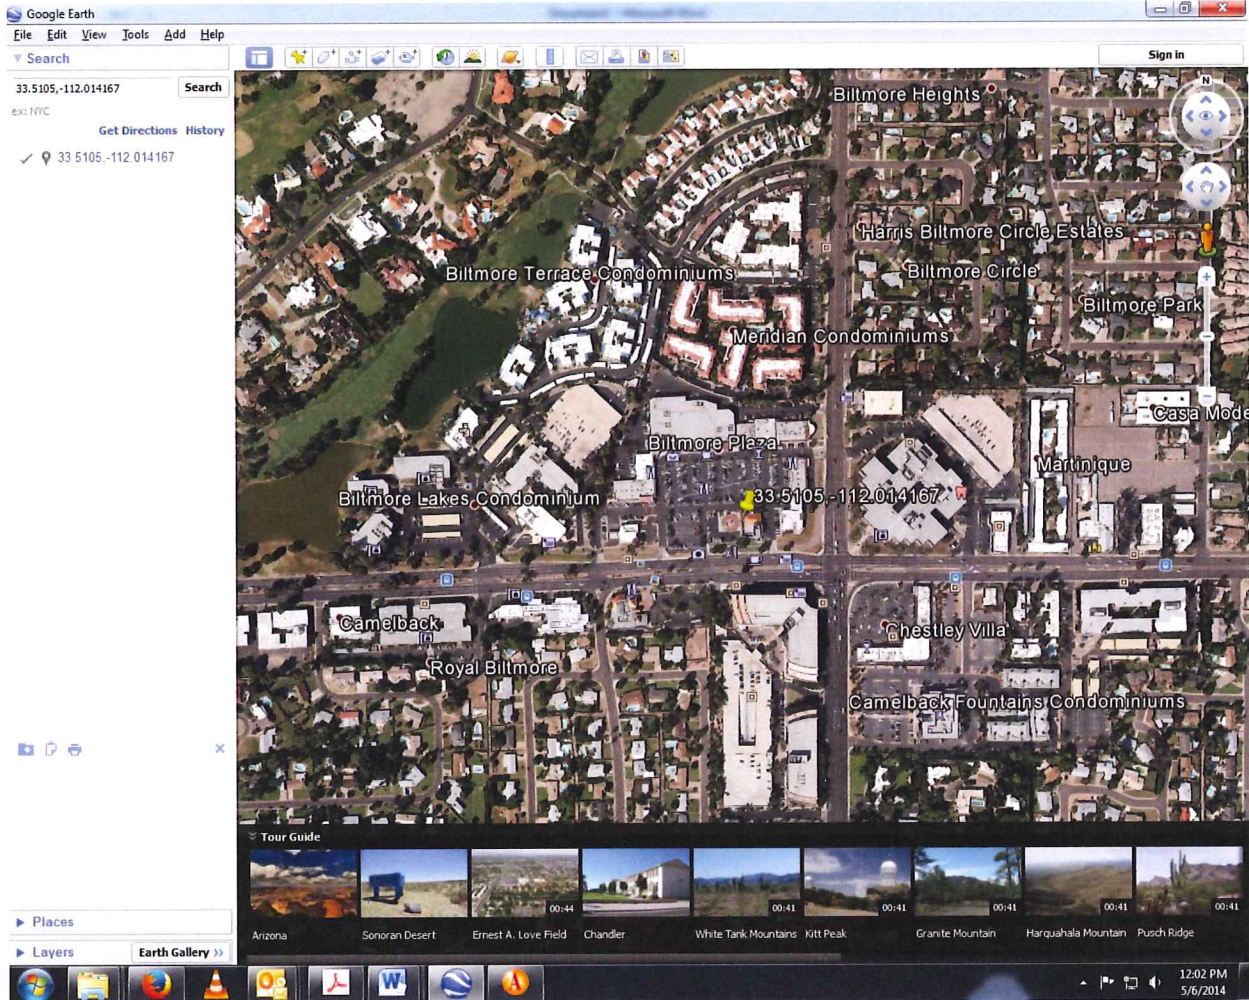 Google Earth
File Edit View Tools Add Help
Search
33.5105,-112.014167
Search
ex: NYC
Get Directions History
33 5105,-112 014167
Sign in
N
Biltmore Heights
Harris Biltmore Circle Estates
Biltmore Circle
Biltmore Terrace Condominiums
Biltmore Park
Meridian Condominiums
Casa Mode
Biltmore Plaza
Martinique
Biltmore Lakes Condominium
33.5105,-112.014167
Camelback
Chestley Villa
Royal Biltmore
Camelback Fountains Condominiums
Tour Guide
00:44 00:41 00:41 00:41 00:41 00:41
Arizona Sonoran Desert Ernest A. Love Field Chandler White Tank Mountains Kitt Peak Granite Mountain Harquahala Mountain Pusch Ridge
Places
Layers Earth Gallery >>
12:02 PM
5/6/2014